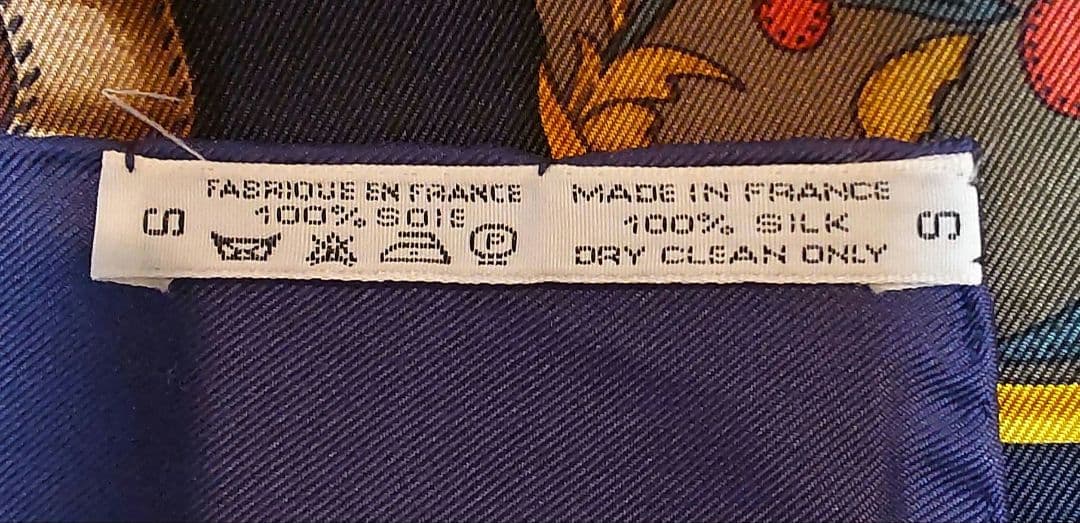 S
FABRIQUE EN FRANCE
100% SOIE
P
MADE IN FRANCE
100% SILK
DRY CLEAN ONLY
S